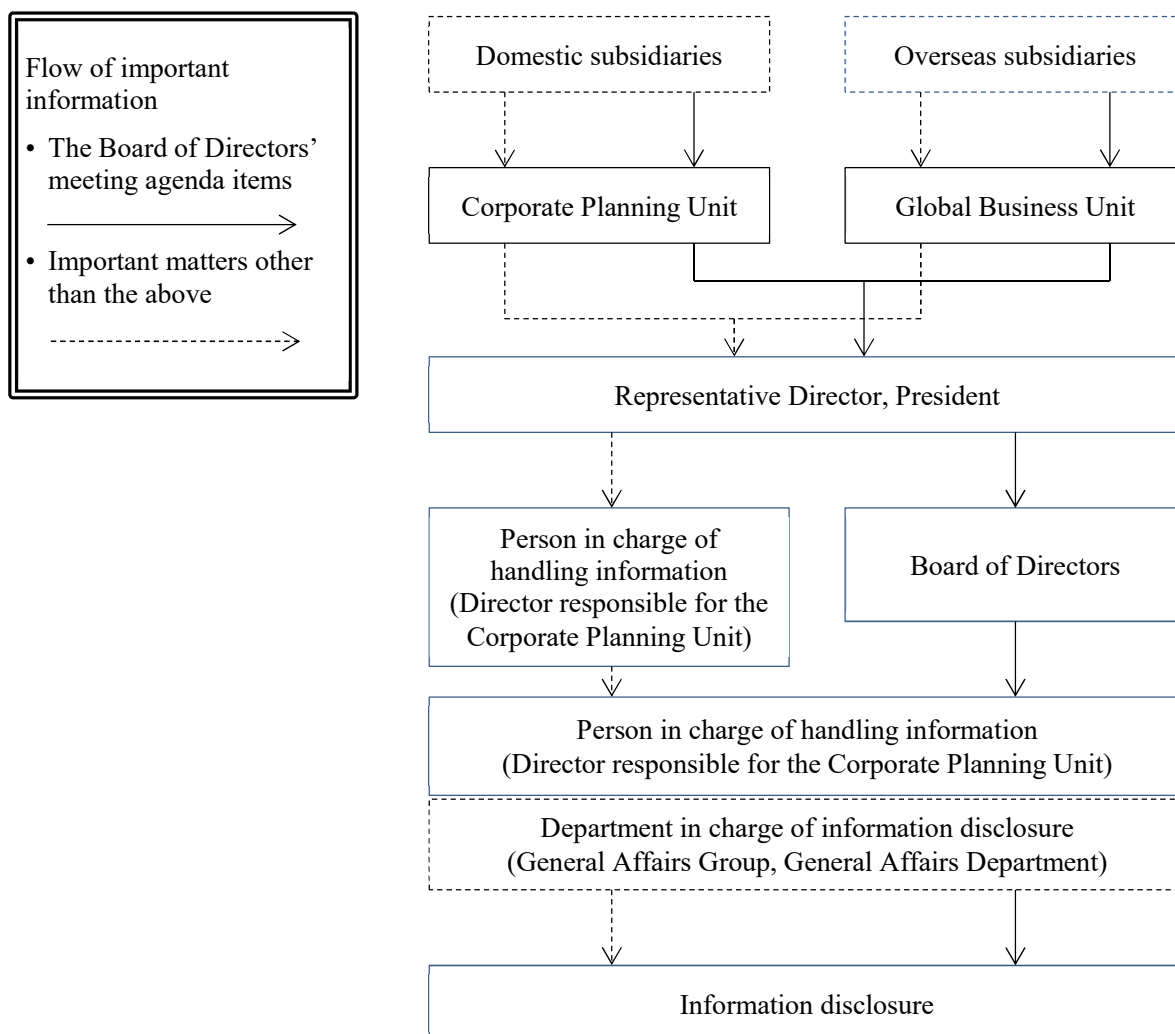 Flow of important
information
• The Board of Directors’
meeting agenda items
• Important matters other
than the above
Domestic subsidiaries
Overseas subsidiaries
Corporate Planning Unit
Global Business Unit
Representative Director, President
Person in charge of
handling information
(Director responsible for the
Corporate Planning Unit)
Board of Directors
Person in charge of handling information
(Director responsible for the Corporate Planning Unit)
Department in charge of information disclosure
(General Affairs Group, General Affairs Department)
Information disclosure